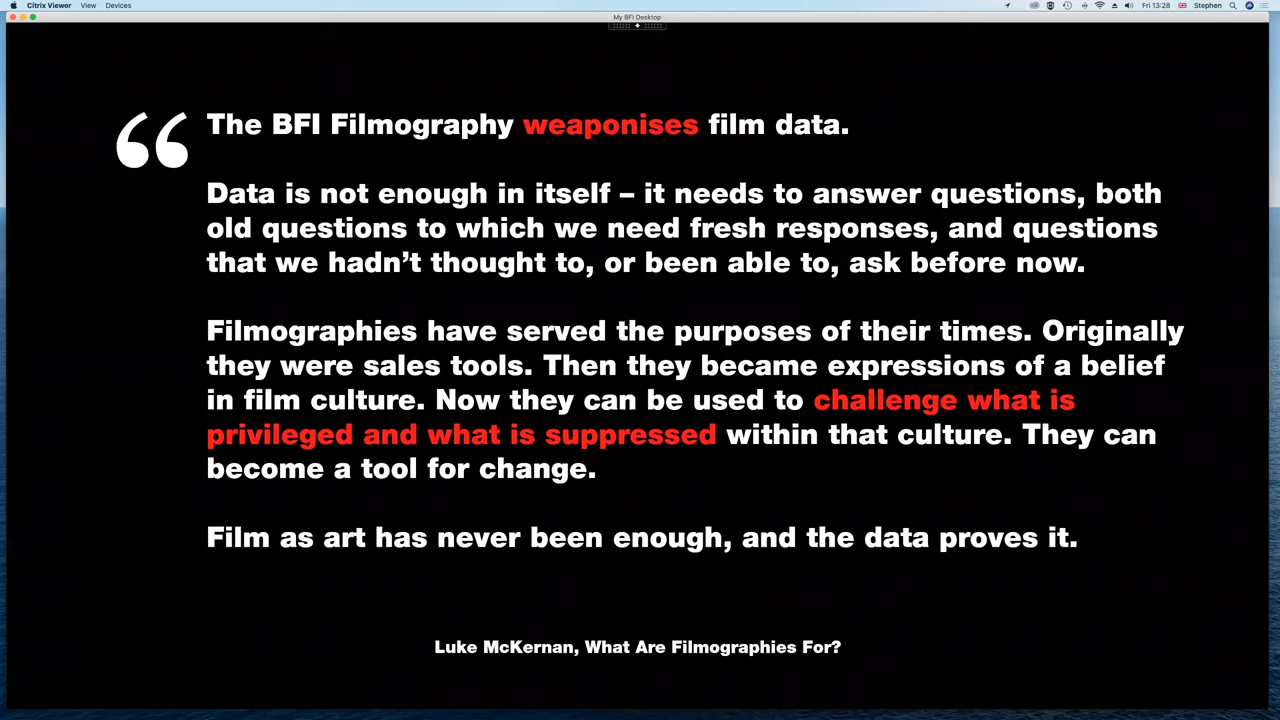 Citrix Viewer View Devices Fri 13:28 Stephen
My BFI Desktop
“
The BFI Filmography weaponises film data.
Data is not enough in itself – it needs to answer questions, both
old questions to which we need fresh responses, and questions
that we hadn’t thought to, or been able to, ask before now.
Filmographies have served the purposes of their times. Originally
they were sales tools. Then they became expressions of a belief
in film culture. Now they can be used to challenge what is
privileged and what is suppressed within that culture. They can
become a tool for change.
Film as art has never been enough, and the data proves it.
Luke McKernan, What Are Filmographies For?